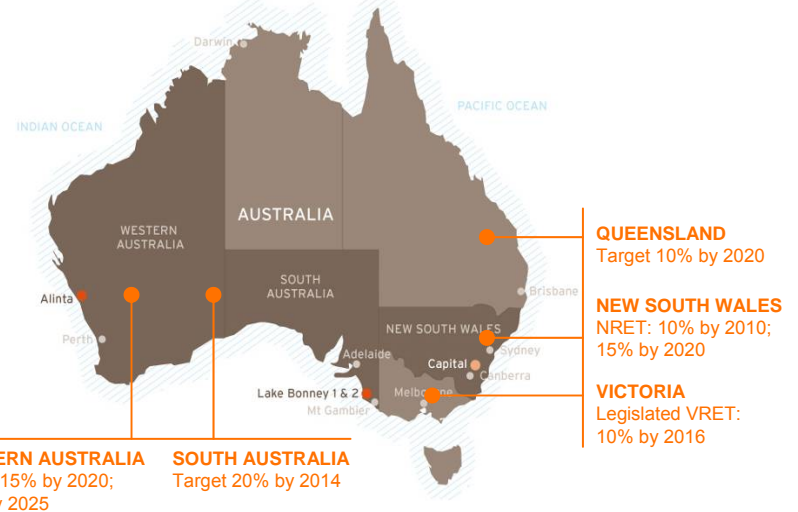 Darwin
PACIFIC OCEAN
INDIAN OCEAN
AUSTRALIA
WESTERN
AUSTRALIA
QUEENSLAND
Target 10% by 2020
SOUTH
AUSTRALIA
Brisbane
Alinta
NEW SOUTH WALES
NRET: 10% by 2010;
15% by 2020
NEW SOUTH WALES
Perth
Sydney
Adelaide
Capital
Canberra
Lake Bonney 1 & 2
Melbourne
Mt Gambier
VICTORIA
Legislated VRET:
10% by 2016
ERN AUSTRALIA
15% by 2020;
2025
SOUTH AUSTRALIA
Target 20% by 2014